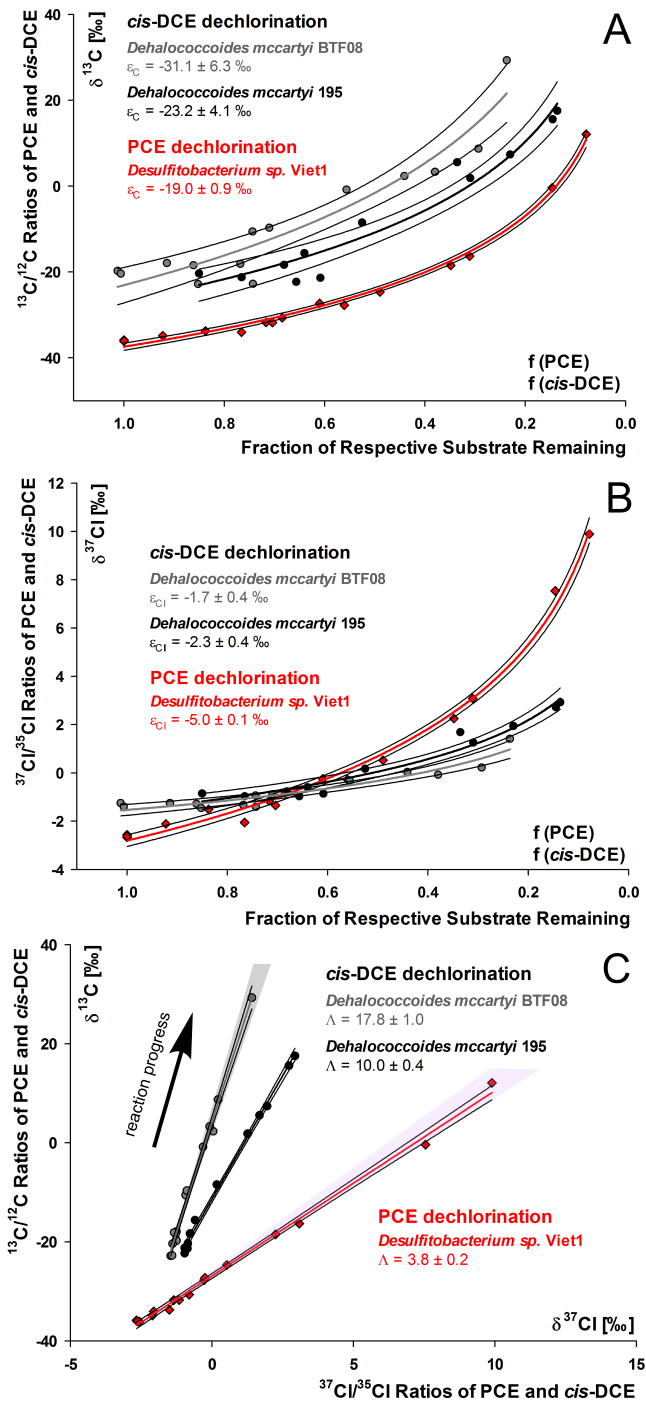 A
δ ¹³C [‰]
¹³C/¹²C Ratios of PCE and cis-DCE
cis-DCE dechlorination
Dehalococcoides mccartyi BTF08
εC = -31.1 ± 6.3 ‰
Dehalococcoides mccartyi 195
εC = -23.2 ± 4.1 ‰
PCE dechlorination
Desulfitobacterium sp. Viet1
εC = -19.0 ± 0.9 ‰
40
20
0
-20
-40
f (PCE)
f (cis-DCE)
1.0 0.8 0.6 0.4 0.2 0.0
Fraction of Respective Substrate Remaining
B
δ ³⁷Cl [‰]
³⁷Cl/³⁵Cl Ratios of PCE and cis-DCE
cis-DCE dechlorination
Dehalococcoides mccartyi BTF08
εCl = -1.7 ± 0.4 ‰
Dehalococcoides mccartyi 195
εCl = -2.3 ± 0.4 ‰
PCE dechlorination
Desulfitobacterium sp. Viet1
εCl = -5.0 ± 0.1 ‰
12
10
8
6
4
2
0
-2
-4
f (PCE)
f (cis-DCE)
1.0 0.8 0.6 0.4 0.2 0.0
Fraction of Respective Substrate Remaining
C
δ ¹³C [‰]
¹³C/¹²C Ratios of PCE and cis-DCE
reaction progress
cis-DCE dechlorination
Dehalococcoides mccartyi BTF08
Λ = 17.8 ± 1.0
Dehalococcoides mccartyi 195
Λ = 10.0 ± 0.4
PCE dechlorination
Desulfitobacterium sp. Viet1
Λ = 3.8 ± 0.2
40
20
0
-20
-40
δ ³⁷Cl [‰]
-5 0 5 10 15
³⁷Cl/³⁵Cl Ratios of PCE and cis-DCE